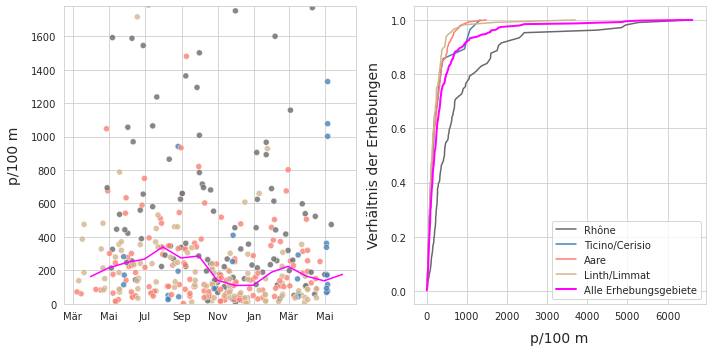 p/100 m
1600
1400
1200
1000
800
600
400
200
0
Mär
Mai
Jul
Sep
Nov
Jan
Mär
Mai
Verhältnis der Erhebungen
1.0
0.8
0.6
0.4
0.2
0.0
Rhône
Ticino/Cerisio
Aare
Linth/Limmat
Alle Erhebungsgebiete
0
1000
2000
3000
4000
5000
6000
p/100 m